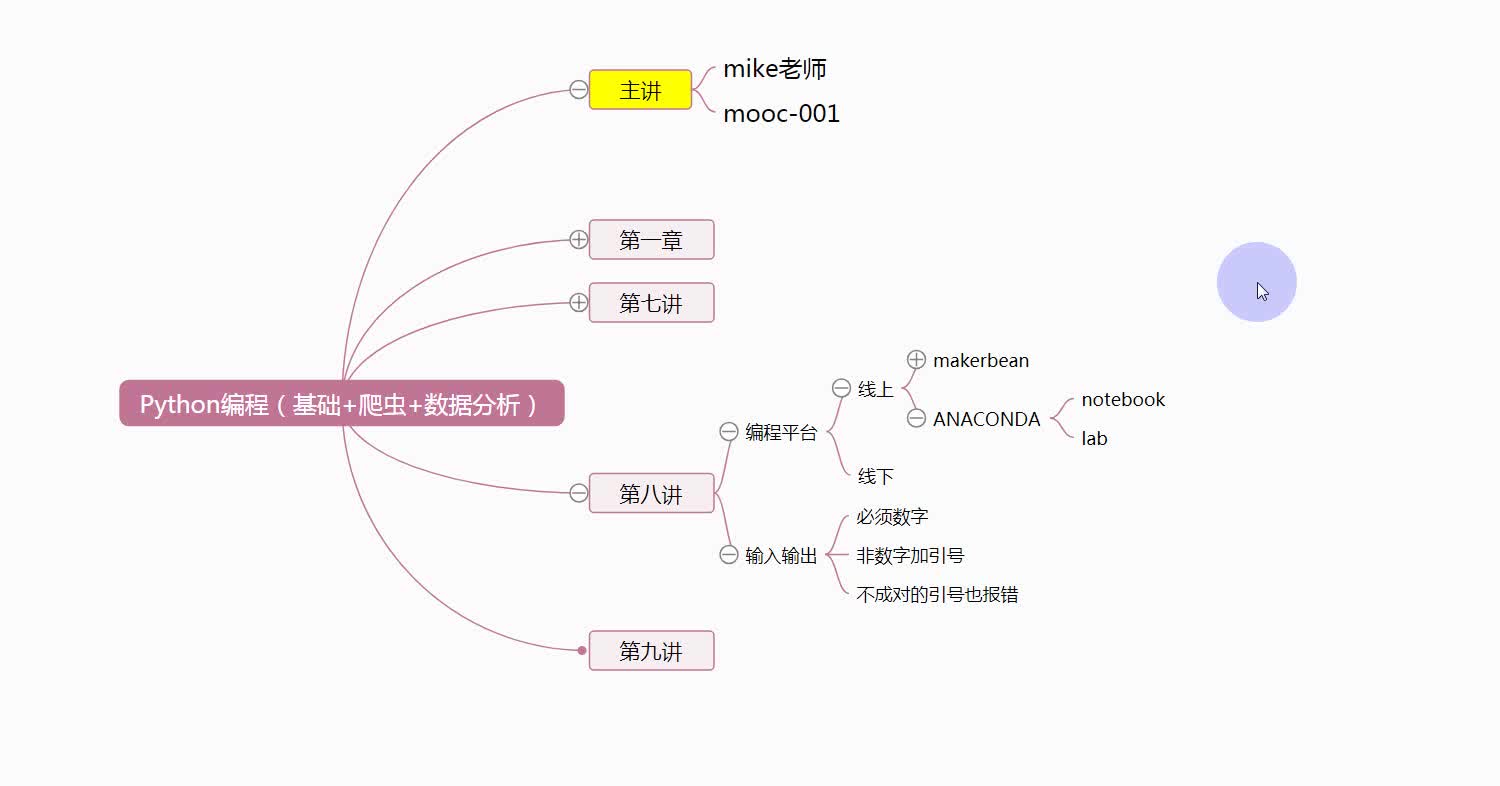 主讲
mike老师
mooc-001
第一章
第七讲
Python编程（基础+爬虫+数据分析）
第八讲
编程平台
线上
makerbean
ANACONDA
notebook
lab
线下
输入输出
必须数字
非数字加引号
不成对的引号也报错
第九讲